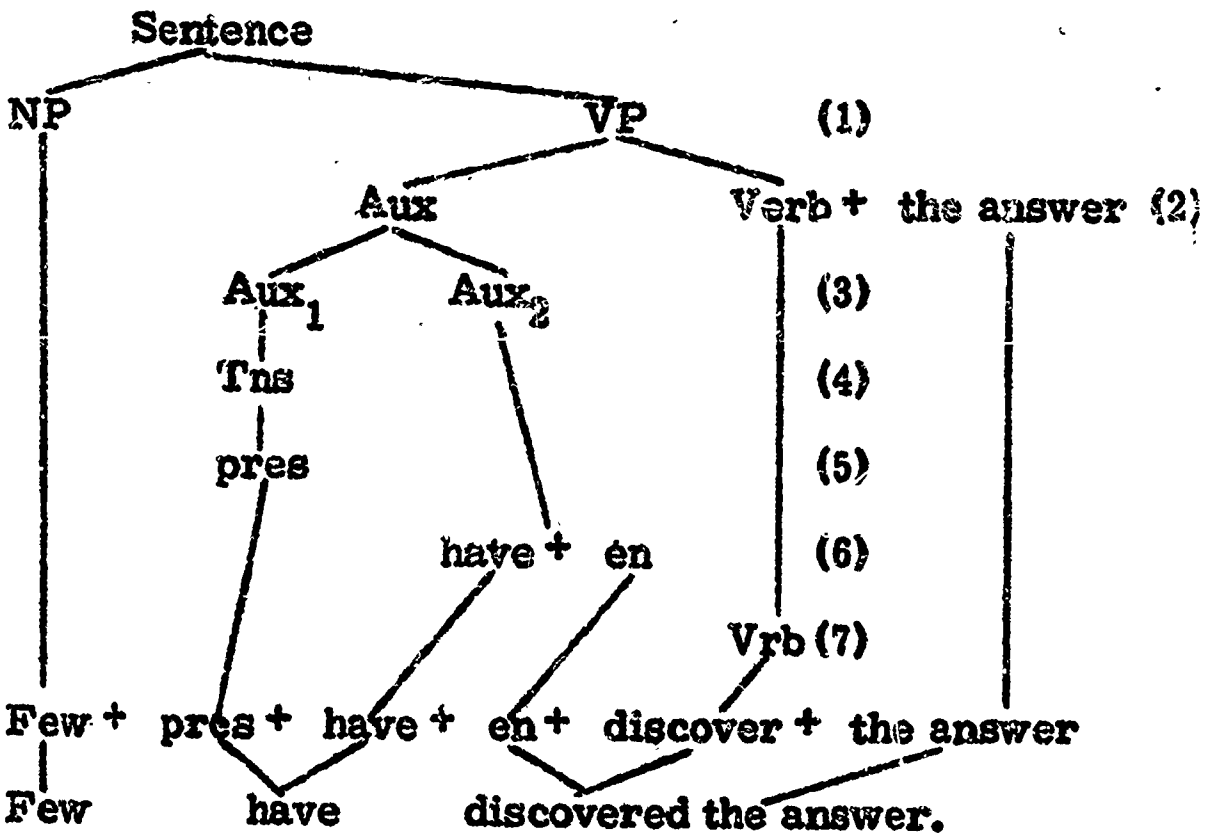 Sentence
NP VP (1)
Aux Verb + the answer (2)
Aux1 Aux2 (3)
Tns (4)
pres (5)
have + en (6)
Vrb (7)
Few + pres + have + en + discover + the answer
Few have discovered the answer.